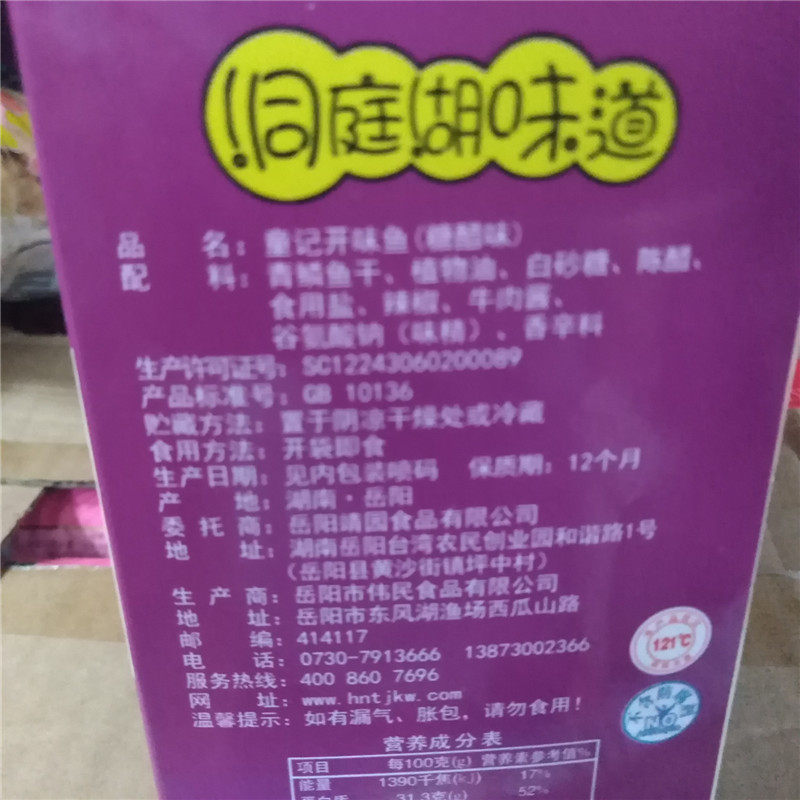 洞庭湖味道
品 名：童记开味鱼(糖醋味)
配 料：青鳞鱼干、植物油、白砂糖、陈醋、
食用盐、辣椒、牛肉酱、
谷氨酸钠（味精）、香辛料
生产许可证号：SC12243060200089
产品标准号：GB 10136
贮藏方法：置于阴凉干燥处或冷藏
食用方法：开袋即食
生产日期：见内包装喷码 保质期：12个月
产 地：湖南·岳阳
委 托 商：岳阳靖园食品有限公司
地 址：湖南岳阳台湾农民创业园和谐路1号
（岳阳县黄沙街镇坪中村）
生 产 商：岳阳市伟民食品有限公司
地 址：岳阳市东风湖渔场西瓜山路
邮 编：414117
电 话：0730-7913666 13873002366
服务热线：400 860 7696
网 址：www.hntjkw.com
温馨提示：如有漏气、胀包，请勿食用！
121℃
NO
营养成分表
项目 每100克(g) 营养素参考值%
能量 1390千焦(kJ) 17%
蛋白质 31.3克(g) 52%